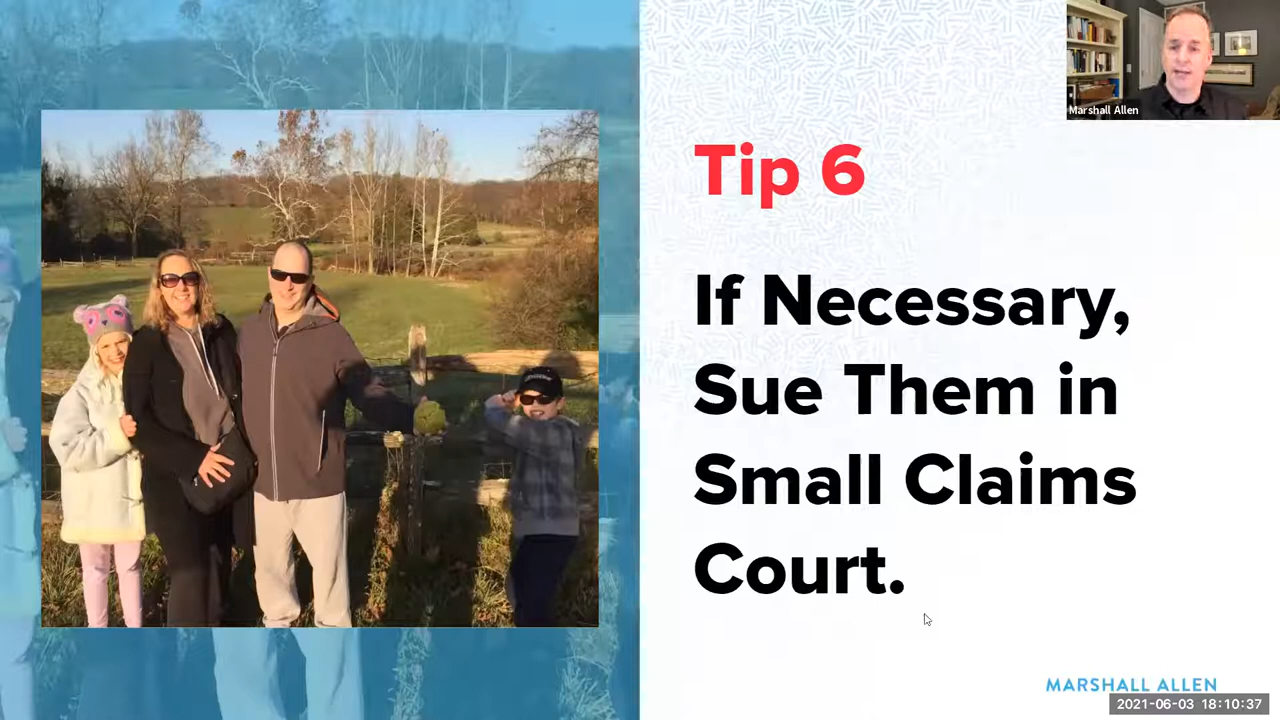 Marshall Allen
Tip 6
If Necessary,
Sue Them in
Small Claims
Court.
MARSHALL ALLEN
2021-06-03 18:10:37